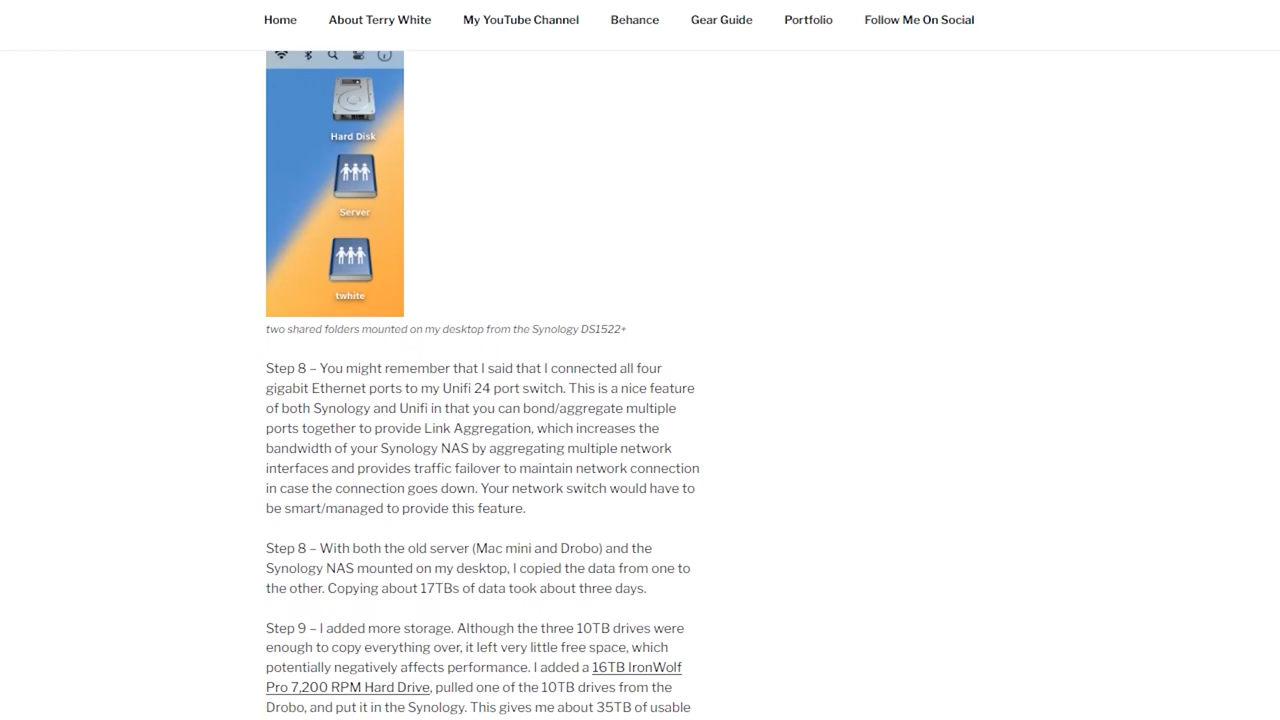 Home About Terry White My YouTube Channel Behance Gear Guide Portfolio Follow Me On Social
Hard Disk
Server
twhite
two shared folders mounted on my desktop from the Synology DS1522+
Step 8 – You might remember that I said that I connected all four
gigabit Ethernet ports to my Unifi 24 port switch. This is a nice feature
of both Synology and Unifi in that you can bond/aggregate multiple
ports together to provide Link Aggregation, which increases the
bandwidth of your Synology NAS by aggregating multiple network
interfaces and provides traffic failover to maintain network connection
in case the connection goes down. Your network switch would have to
be smart/managed to provide this feature.
Step 8 – With both the old server (Mac mini and Drobo) and the
Synology NAS mounted on my desktop, I copied the data from one to
the other. Copying about 17TBs of data took about three days.
Step 9 – I added more storage. Although the three 10TB drives were
enough to copy everything over, it left very little free space, which
potentially negatively affects performance. I added a 16TB IronWolf
Pro 7,200 RPM Hard Drive, pulled one of the 10TB drives from the
Drobo, and put it in the Synology. This gives me about 35TB of usable